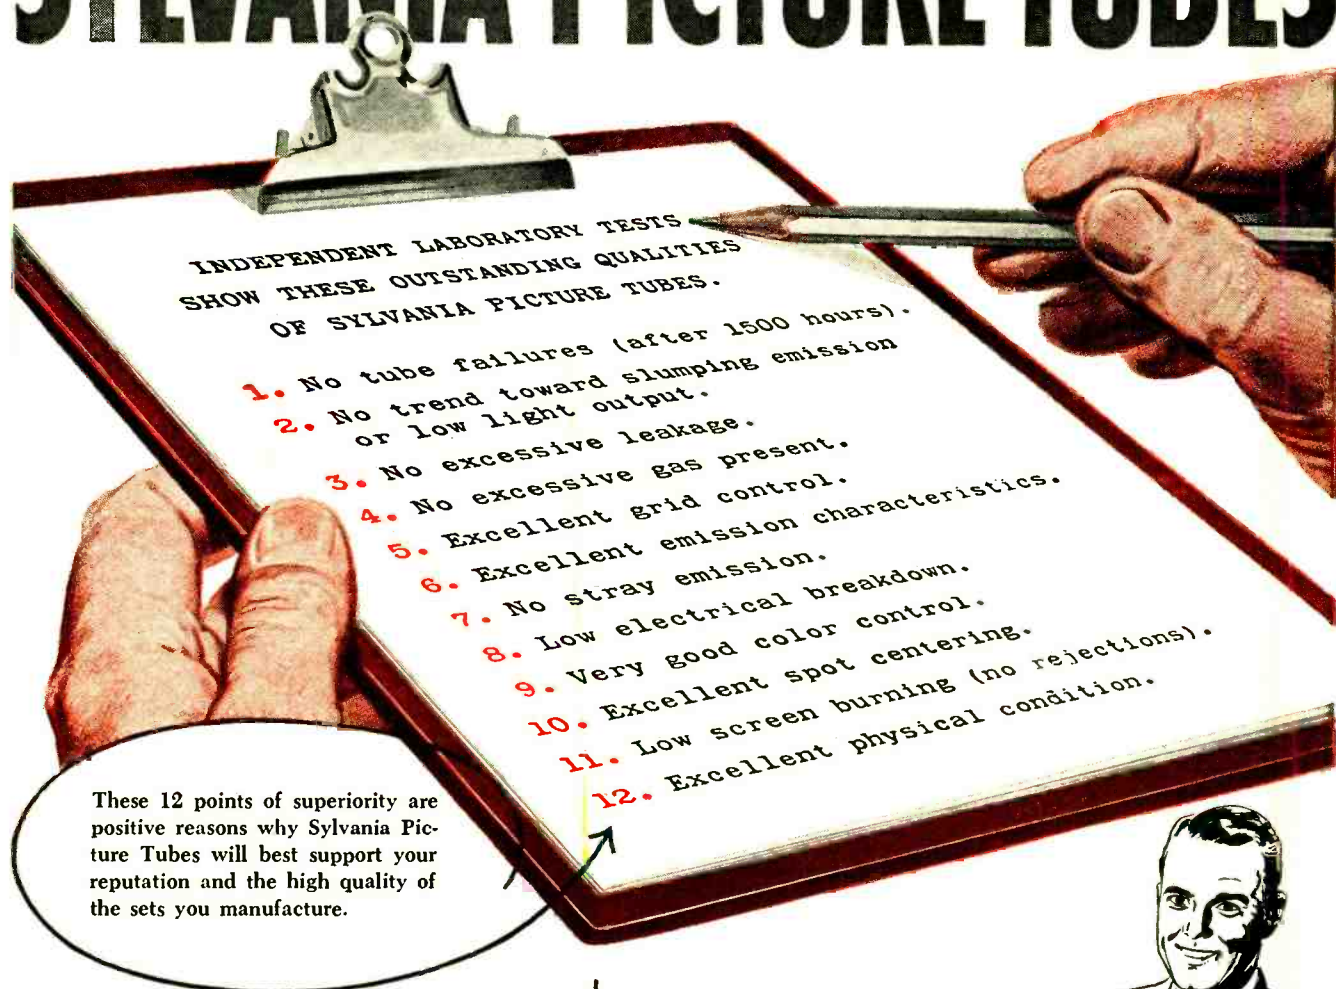 SYLVANIA PICTURE TUBES
INDEPENDENT LABORATORY TESTS
SHOW THESE OUTSTANDING QUALITIES
OF SYLVANIA PICTURE TUBES.
1. No tube failures (after 1500 hours).
2. No trend toward slumping emission
or low light output.
3. No excessive leakage.
4. No excessive gas present.
5. Excellent grid control.
6. Excellent emission characteristics.
7. No stray emission.
8. Low electrical breakdown.
9. Very good color control.
10. Excellent spot centering.
11. Low screen burning (no rejections).
12. Excellent physical condition.
These 12 points of superiority are
positive reasons why Sylvania Pic-
ture Tubes will best support your
reputation and the high quality of
the sets you manufacture.